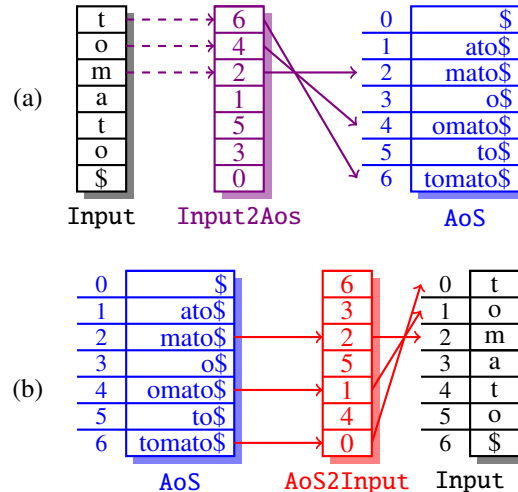 t 6 0 $
o 4 1 ato$
m 2 2 mato$
(a) a 1 3 o$
t 5 4 omato$
o 3 5 to$
$ 0 6 tomato$
Input Input2Aos AoS
0 $ 6 0 t
1 ato$ 3 1 o
2 mato$ 2 2 m
3 o$ 5 3 a
(b) 4 omato$ 1 4 t
5 to$ 4 5 o
6 tomato$ 0 6 $
AoS AoS2Input Input